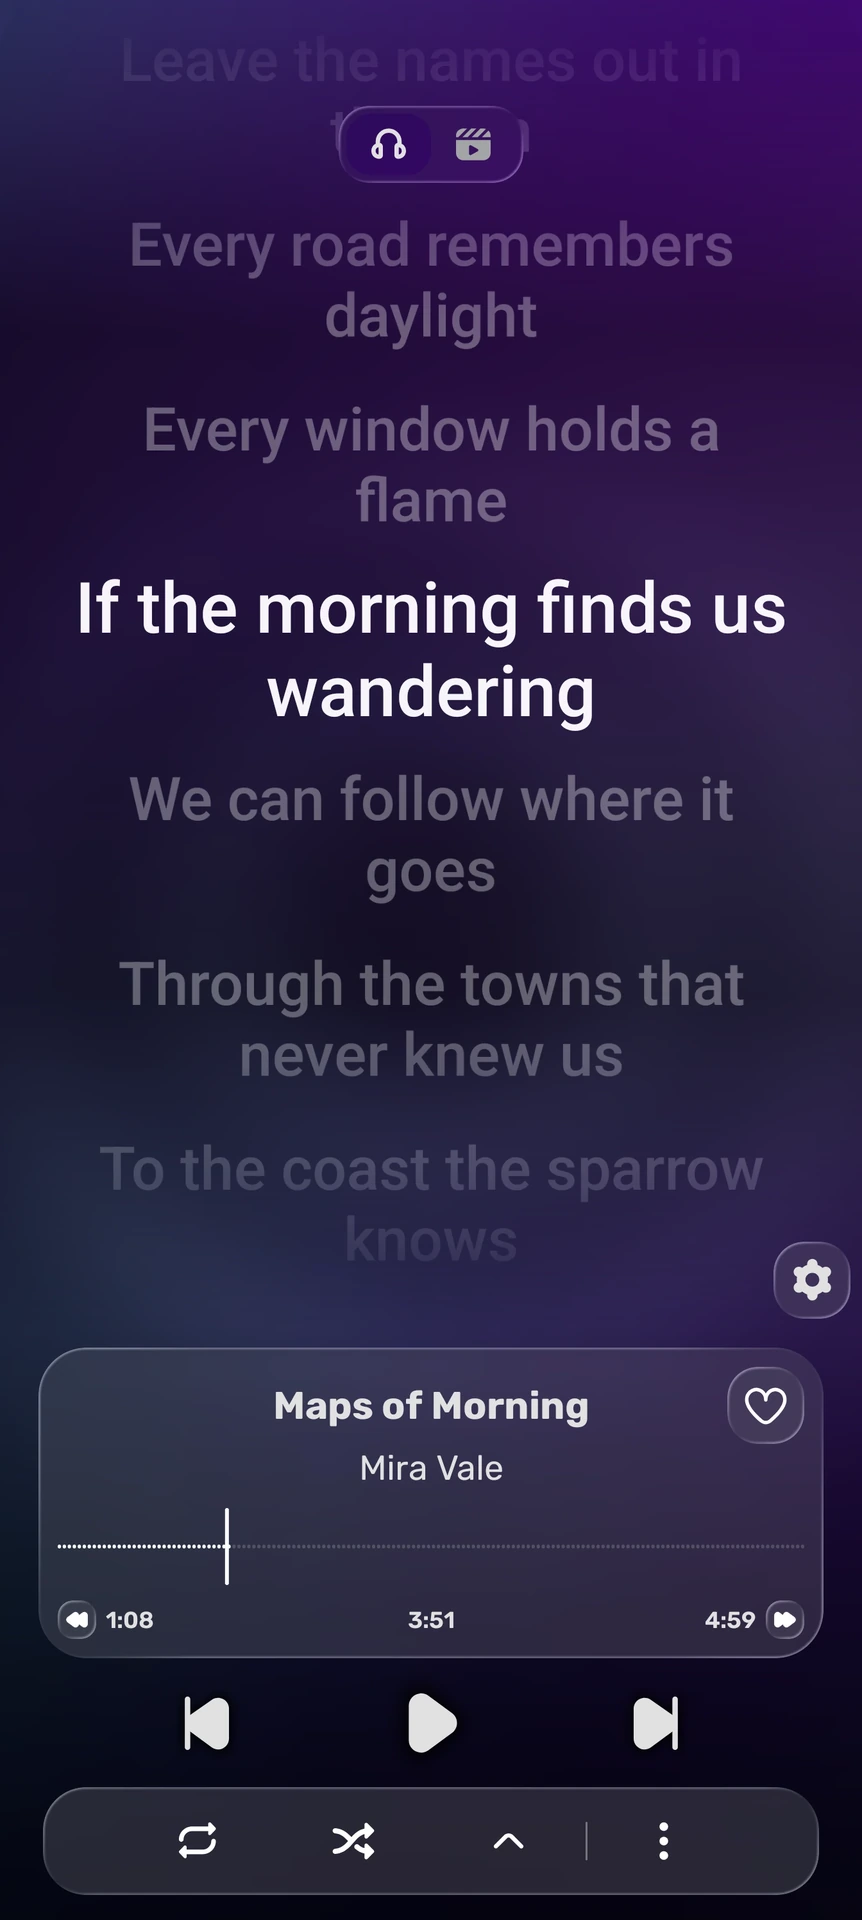 Leave the names out in
Every road remembers
daylight
Every window holds a
flame
If the morning finds us
wandering
We can follow where it
goes
Through the towns that
never knew us
To the coast the sparrow
knows
Maps of Morning
Mira Vale
1:08
3:51
4:59